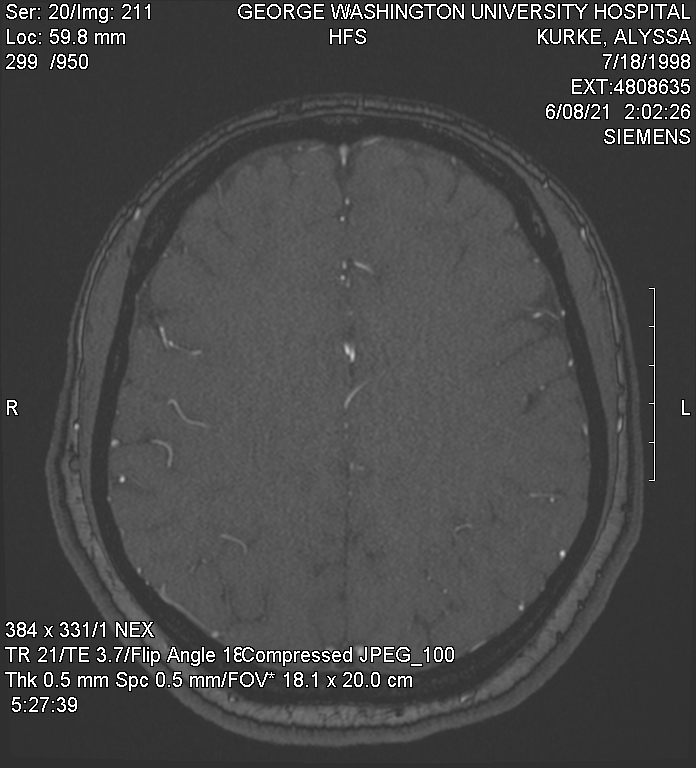 Ser: 20/Img: 211
Loc: 59.8 mm
299 /950
GEORGE WASHINGTON UNIVERSITY HOSPITAL
HFS
KURKE, ALYSSA
7/18/1998
EXT:4808635
6/08/21 2:02:26
SIEMENS
R
L
384 x 331/1 NEX
TR 21/TE 3.7/Flip Angle 18Compressed JPEG_100
Thk 0.5 mm Spc 0.5 mm/FOV* 18.1 x 20.0 cm
5:27:39